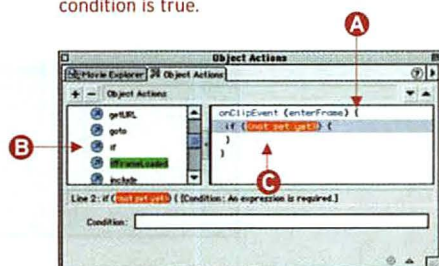 condition is true.
A
Object Actions
Movie Explorer Object Actions
+ - Object Actions
getURL
goto
if
ifFrameLoaded
include
onClipEvent (enterFrame) {
if (<not set yet>) {
}
}
B
C
Line 2: if (<not set yet>) { [Condition: An expression is required.]
Condition: